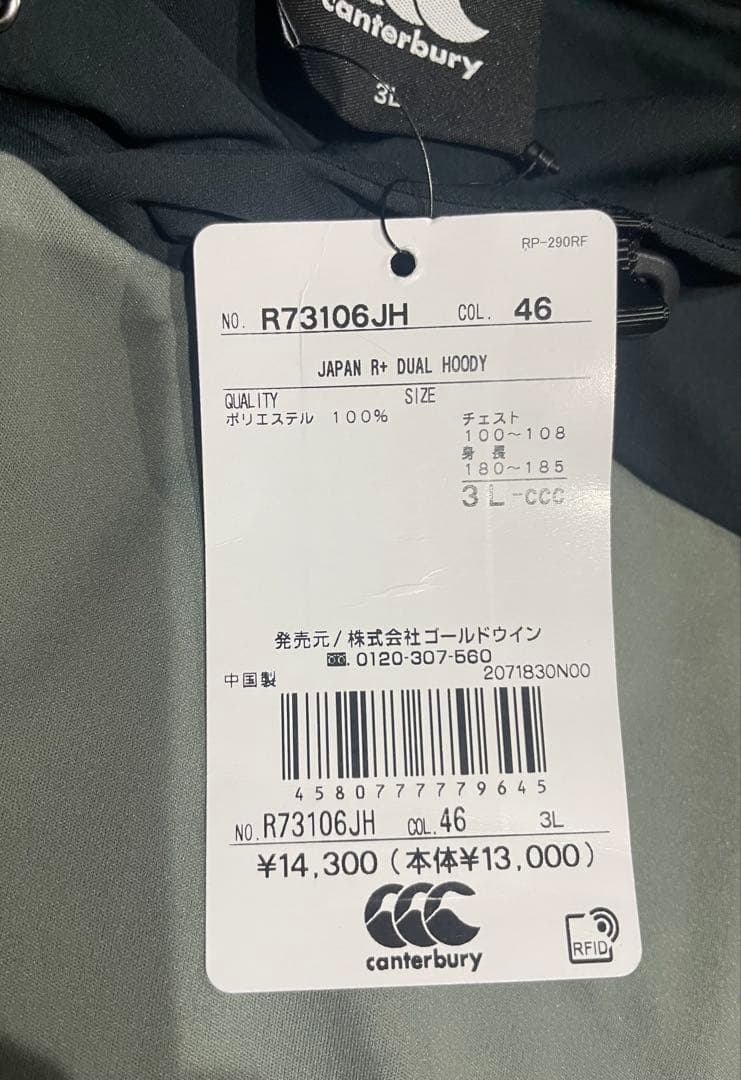 canterbury
3L
RP-290RF
NO. R73106JH COL. 46
JAPAN R+ DUAL HOODY
QUALITY SIZE
ポリエステル 100%
チェスト
100～108
身 長
180～185
3L-CCC
発売元/株式会社ゴールドウイン
0120-307-560
中国製 2071830N00
4580777779645
NO.R73106JH COL.46 3L
¥14,300(本体¥13,000)
canterbury
RFID